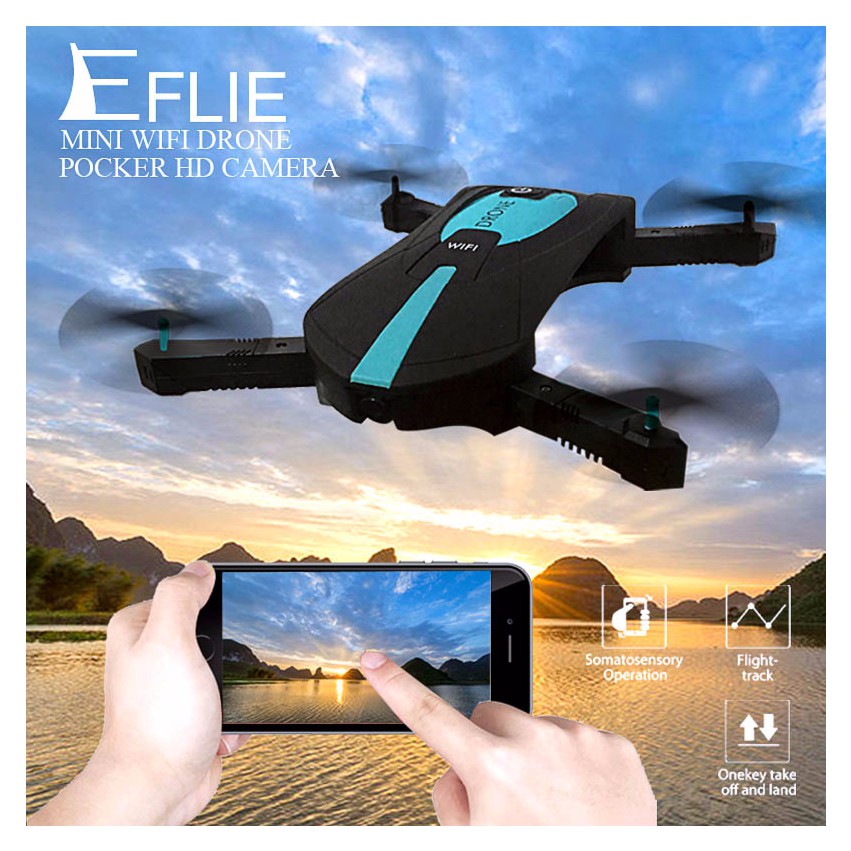 EFLIE
MINI WIFI DRONE
POCKER HD CAMERA
DRONE
WIFI
Somatosensory
Operation
Flight-
track
Onekey take
off and land